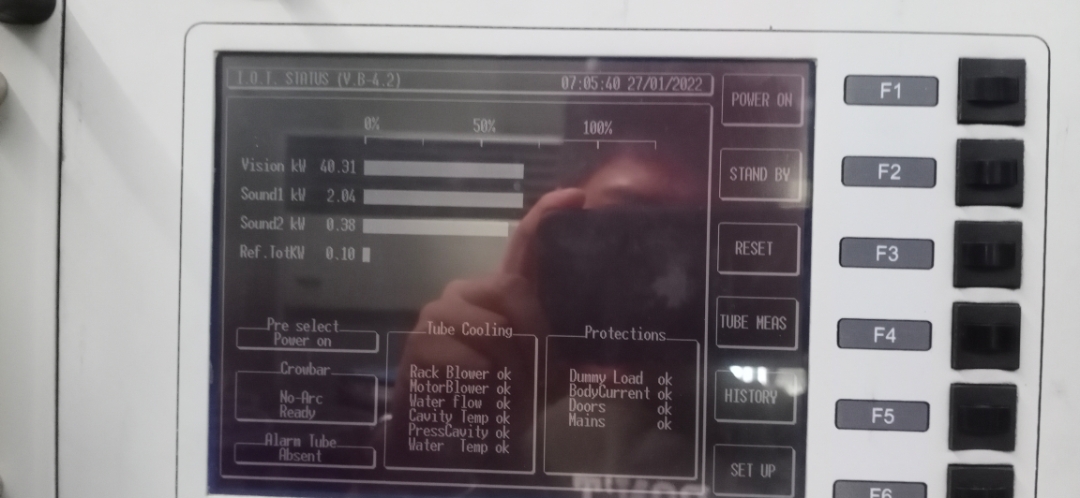 I.O.T. STATUS (V.B-4.2) 07:05:40 27/01/2022
0% 50% 100%
Vision kW 40.31
Sound1 kW 2.04
Sound2 kW 0.38
Ref.TotKW 0.10
Pre select
Power on
Crowbar
No-Arc
Ready
Alarm Tube
Absent
Tube Cooling
Rack Blower ok
MotorBlower ok
Water flow ok
Cavity Temp ok
PressCavity ok
Water Temp ok
Protections
Dummy Load ok
BodyCurrent ok
Doors ok
Mains ok
POWER ON
STAND BY
RESET
TUBE MEAS
HISTORY
SET UP
F1
F2
F3
F4
F5
F6